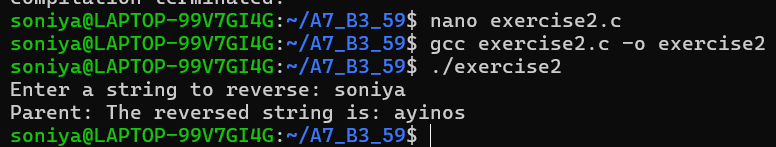 compilation terminated.
soniya@LAPTOP-99V7GI4G:~/A7_B3_59$ nano exercise2.c
soniya@LAPTOP-99V7GI4G:~/A7_B3_59$ gcc exercise2.c -o exercise2
soniya@LAPTOP-99V7GI4G:~/A7_B3_59$ ./exercise2
Enter a string to reverse: soniya
Parent: The reversed string is: ayinos
soniya@LAPTOP-99V7GI4G:~/A7_B3_59$